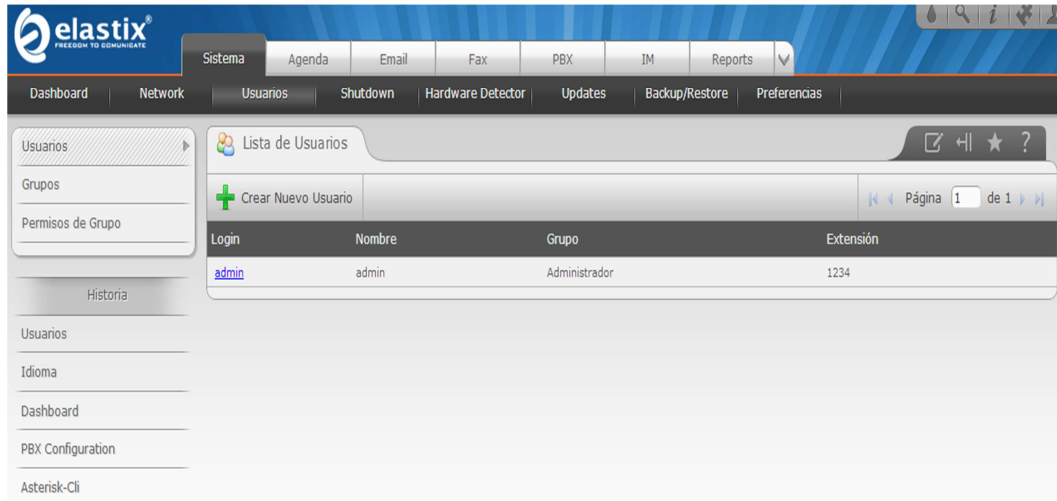 elastix®
FREEDOM TO COMMUNICATE
Sistema Agenda Email Fax PBX IM Reports
Dashboard Network Usuarios Shutdown Hardware Detector Updates Backup/Restore Preferencias
Usuarios
Grupos
Permisos de Grupo
Historia
Usuarios
Idioma
Dashboard
PBX Configuration
Asterisk-Cli
Lista de Usuarios
Crear Nuevo Usuario
Página 1 de 1
Login Nombre Grupo Extensión
admin admin Administrador 1234